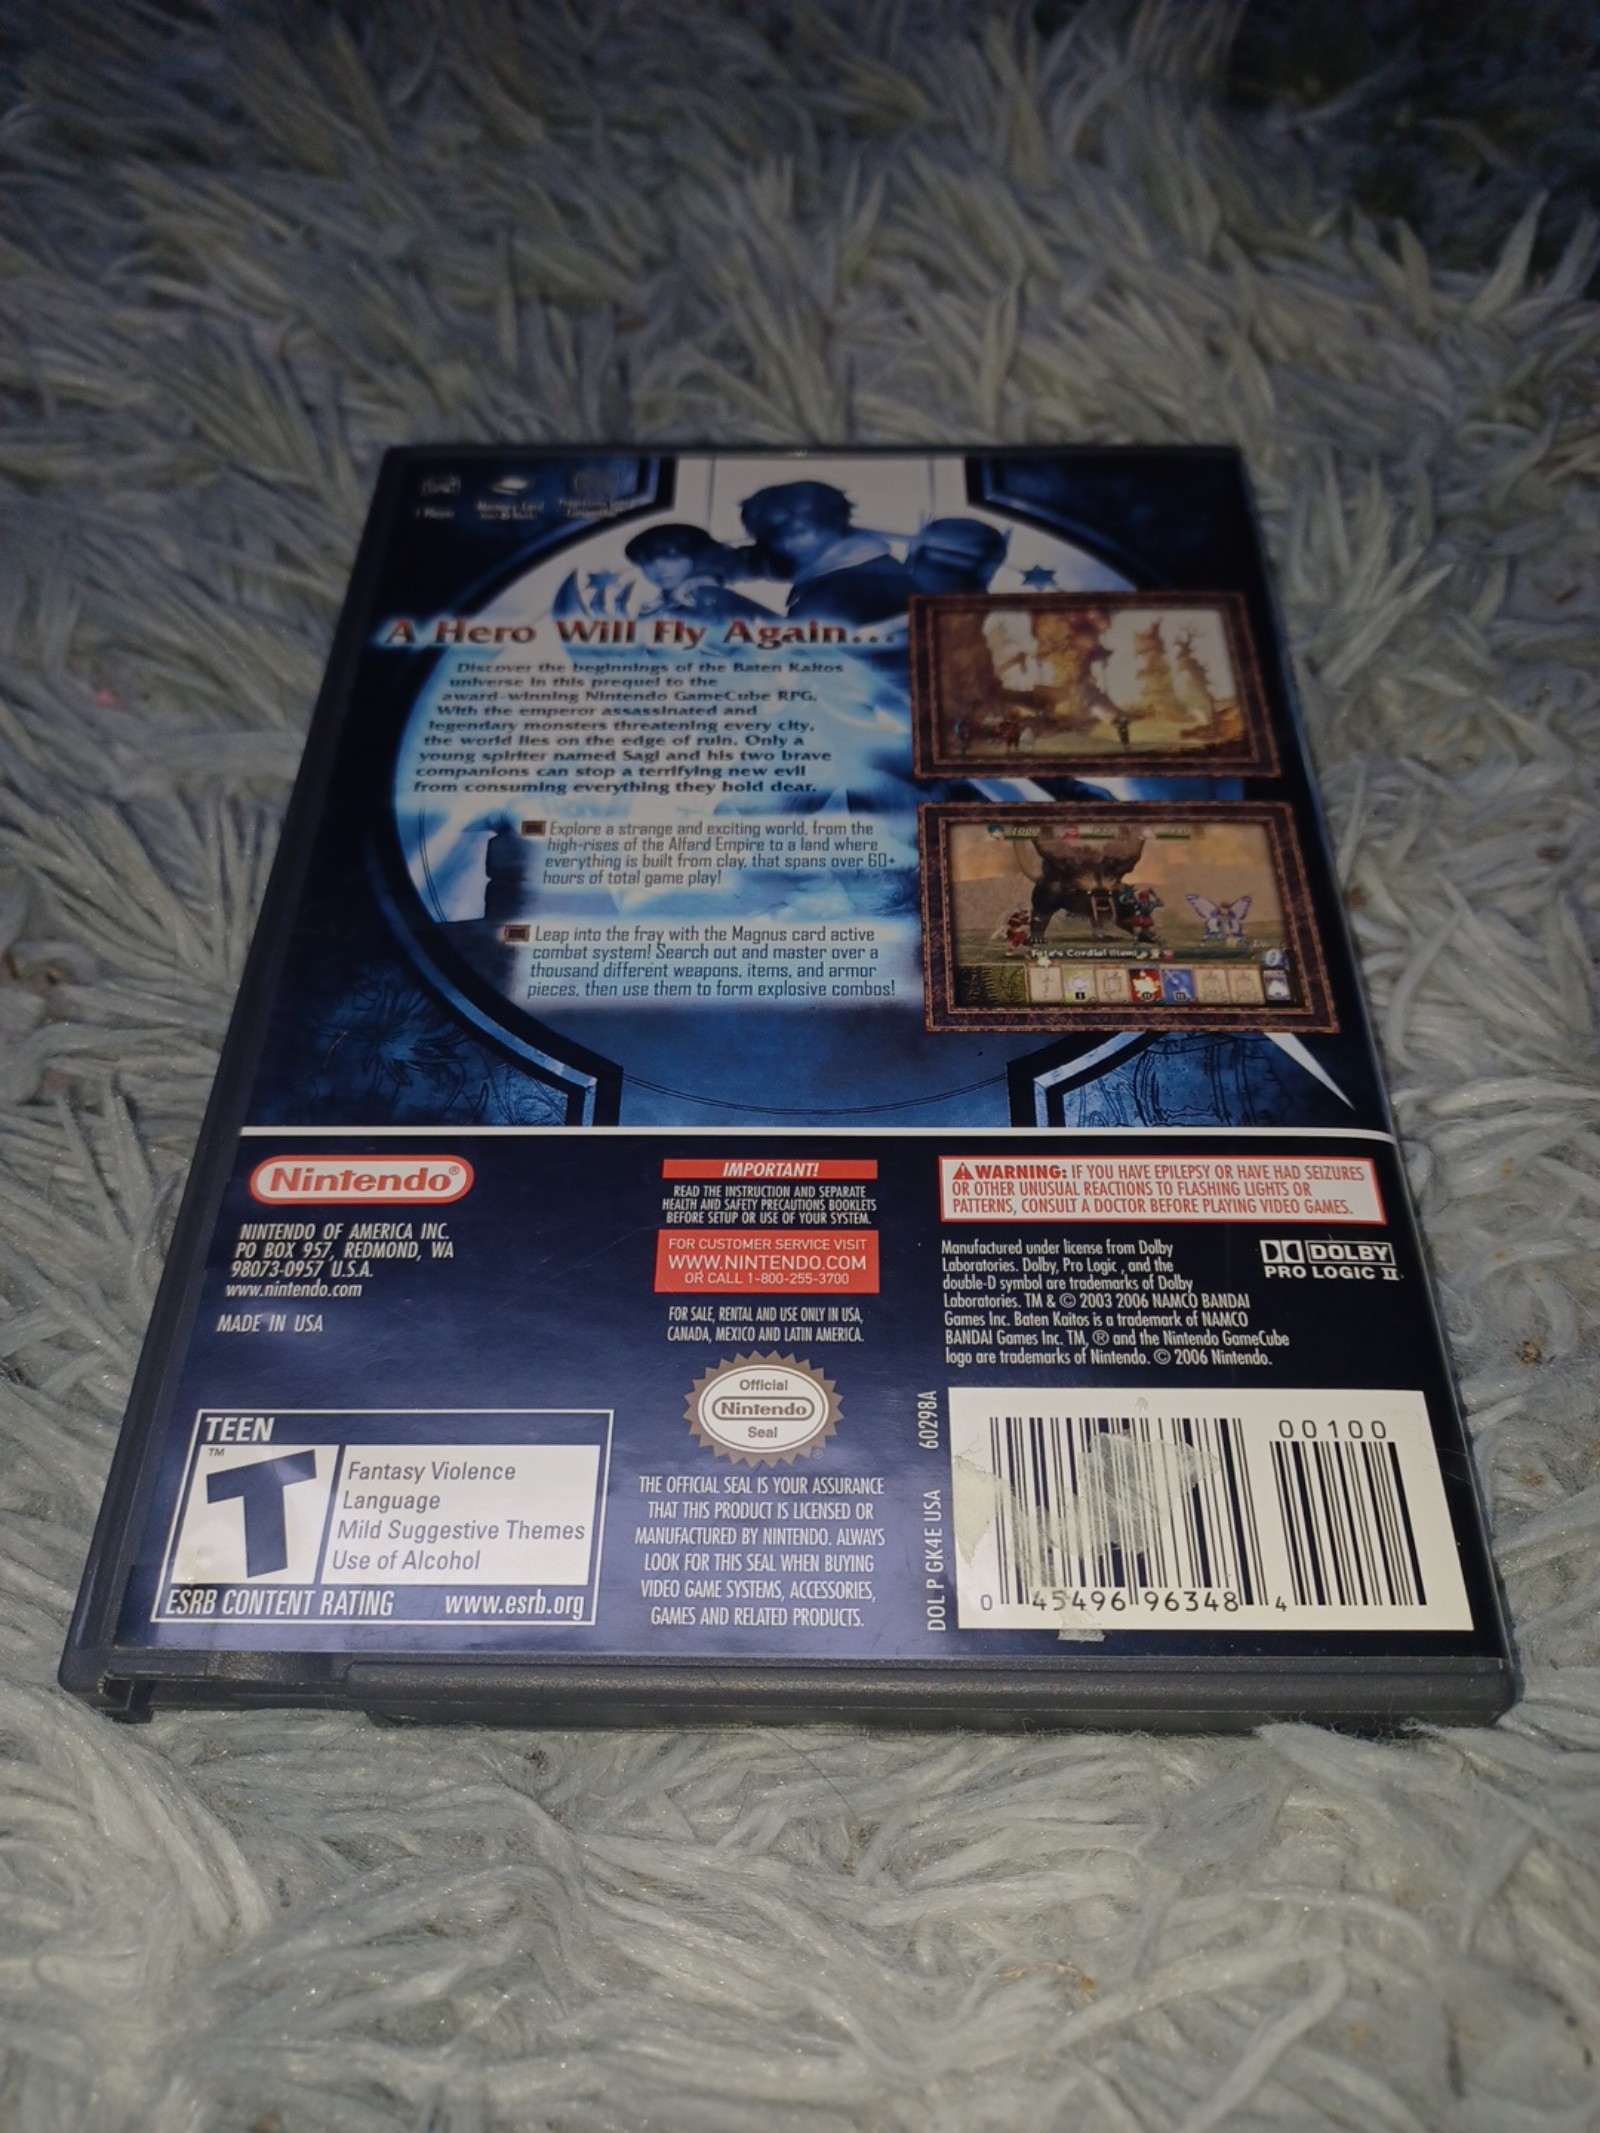 1 Player
Memory Card
A Hero Will Fly Again...
Discover the beginnings of the Baten Kaitos
universe in this prequel to the
award-winning Nintendo GameCube RPG.
With the emperor assassinated and
legendary monsters threatening every city,
the world lies on the edge of ruin. Only a
young spiriter named Sagi and his two brave
companions can stop a terrifying new evil
from consuming everything they hold dear.
Explore a strange and exciting world, from the
high-rises of the Alfard Empire to a land where
everything is built from clay, that spans over 60+
hours of total game play!
Leap into the fray with the Magnus card active
combat system! Search out and master over a
thousand different weapons, items, and armor
pieces, then use them to form explosive combos!
1000
Fate's Cordial
Lv.
Nintendo®
NINTENDO OF AMERICA INC.
PO BOX 957, REDMOND, WA
98073-0957 U.S.A.
www.nintendo.com
MADE IN USA
IMPORTANT!
READ THE INSTRUCTION AND SEPARATE
HEALTH AND SAFETY PRECAUTIONS BOOKLETS
BEFORE SETUP OR USE OF YOUR SYSTEM.
FOR CUSTOMER SERVICE VISIT
WWW.NINTENDO.COM
OR CALL 1-800-255-3700
FOR SALE, RENTAL AND USE ONLY IN USA,
CANADA, MEXICO AND LATIN AMERICA.
Official
Nintendo
Seal
THE OFFICIAL SEAL IS YOUR ASSURANCE
THAT THIS PRODUCT IS LICENSED OR
MANUFACTURED BY NINTENDO. ALWAYS
LOOK FOR THIS SEAL WHEN BUYING
VIDEO GAME SYSTEMS, ACCESSORIES,
GAMES AND RELATED PRODUCTS.
WARNING: IF YOU HAVE EPILEPSY OR HAVE HAD SEIZURES
OR OTHER UNUSUAL REACTIONS TO FLASHING LIGHTS OR
PATTERNS, CONSULT A DOCTOR BEFORE PLAYING VIDEO GAMES.
Manufactured under license from Dolby
Laboratories. Dolby, Pro Logic , and the
double-D symbol are trademarks of Dolby
Laboratories. TM & © 2003 2006 NAMCO BANDAI
Games Inc. Baten Kaitos is a trademark of NAMCO
BANDAI Games Inc. TM, ® and the Nintendo GameCube
logo are trademarks of Nintendo. © 2006 Nintendo.
DOLBY
PRO LOGIC II
TEEN
TM
T
Fantasy Violence
Language
Mild Suggestive Themes
Use of Alcohol
ESRB CONTENT RATING www.esrb.org
DOL P GK4E USA 60298A
00100
0 45496 96348 4